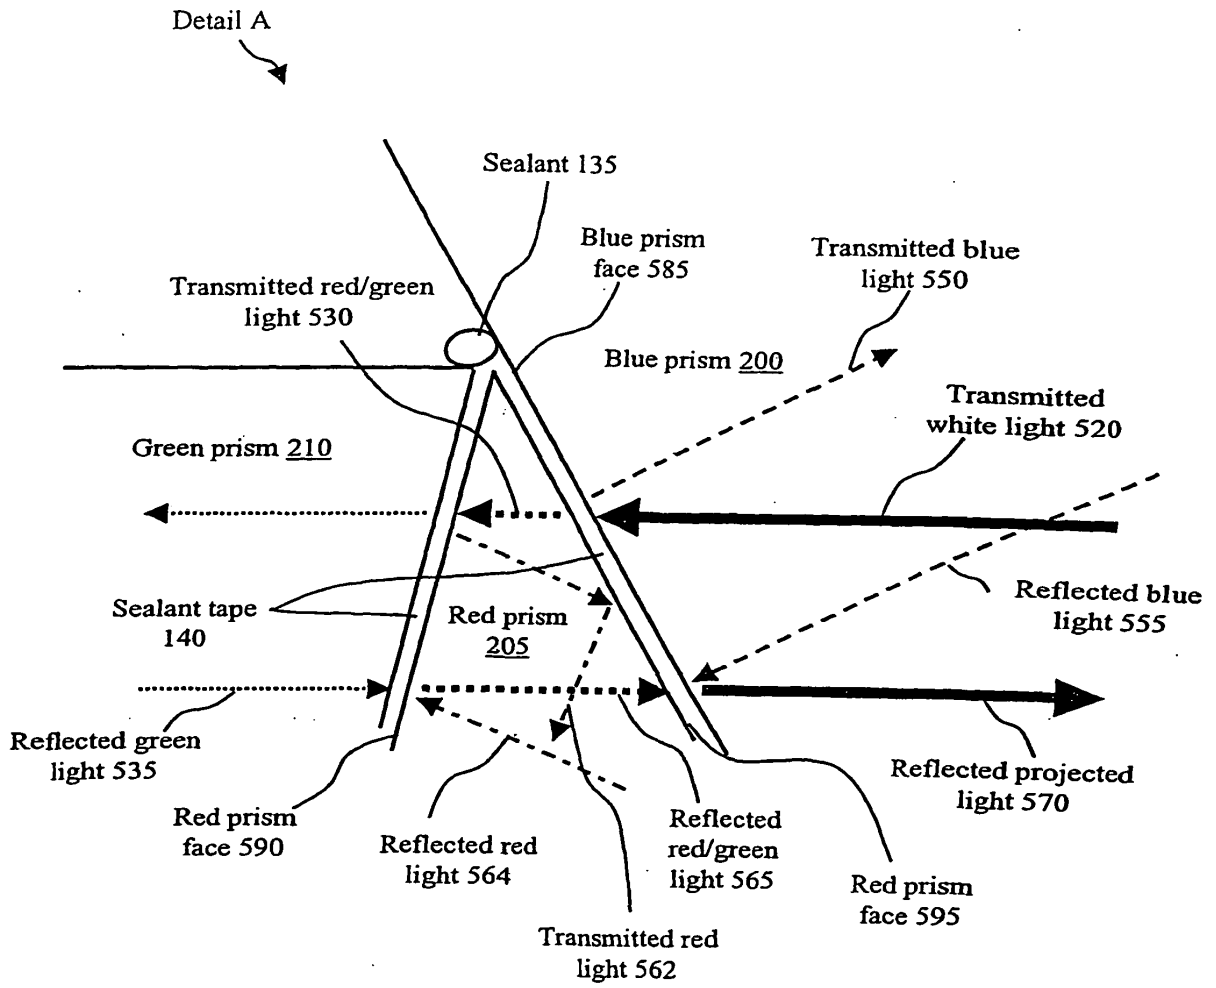 Detail A
Sealant 135
Blue prism
face 585
Transmitted blue
light 550
Transmitted red/green
light 530
Blue prism 200
Transmitted
white light 520
Green prism 210
Reflected blue
light 555
Sealant tape
140
Red prism
205
Reflected green
light 535
Reflected projected
light 570
Red prism
face 590
Reflected red
light 564
Reflected
red/green
light 565
Red prism
face 595
Transmitted red
light 562